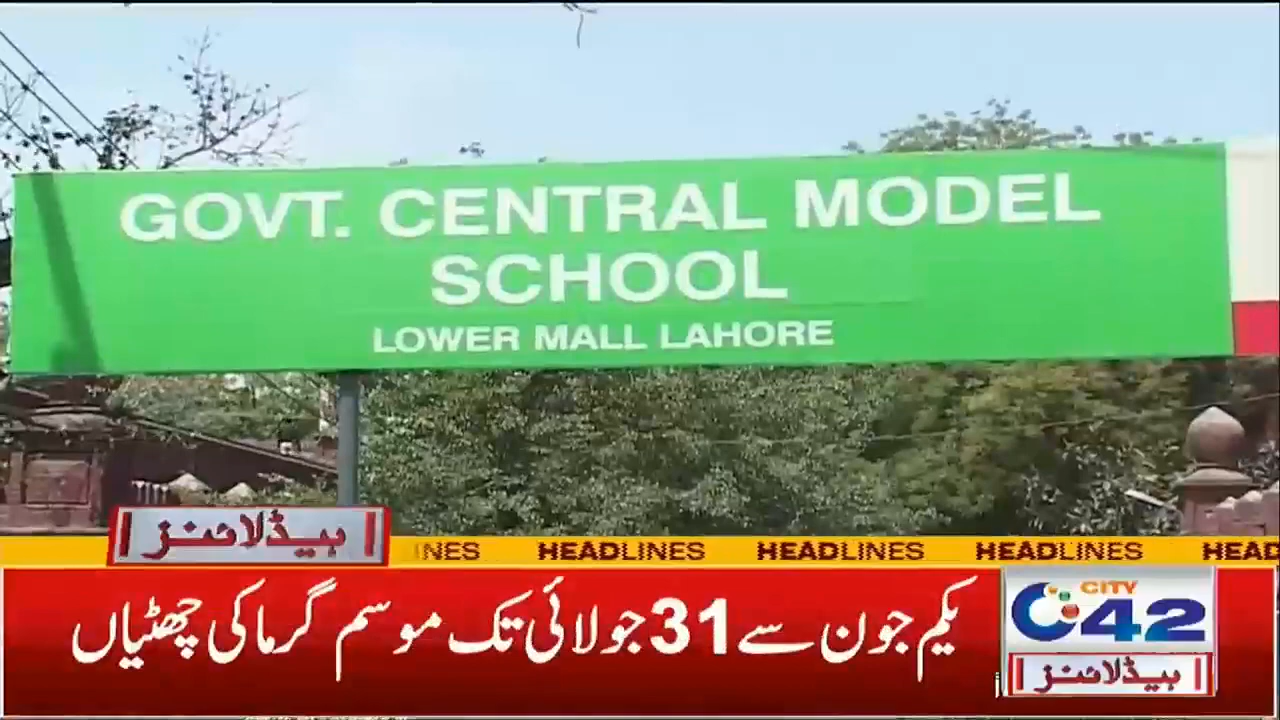 GOVT. CENTRAL MODEL
SCHOOL
LOWER MALL LAHORE
ہیڈلائنز
INES HEADLINES HEADLINES HEADLINES HEAD
یکم جون سے 31 جولائی تک موسم گرما کی چھٹیاں
CITY
42
ہیڈلائنز